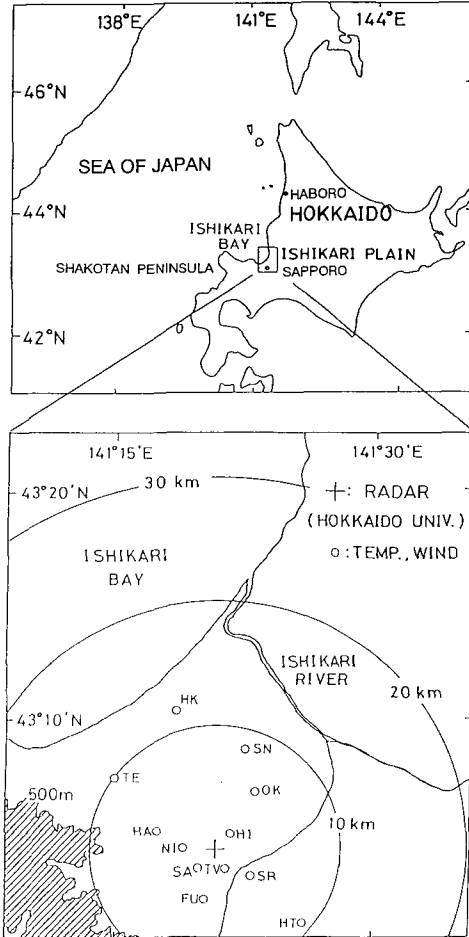 138°E 141°E 144°E
46°N
SEA OF JAPAN
HABORO
44°N
HOKKAIDO
ISHIKARI
BAY
ISHIKARI PLAIN
SHAKOTAN PENINSULA
SAPPORO
42°N
141°15'E 141°30'E
43°20'N
30 km
+: RADAR
(HOKKAIDO UNIV.)
o:TEMP., WIND
ISHIKARI
BAY
ISHIKARI
RIVER
20 km
HK
43°10'N
SN
TE
500m
OK
10 km
HA
HI
NI
SA TV
SR
FU
HT